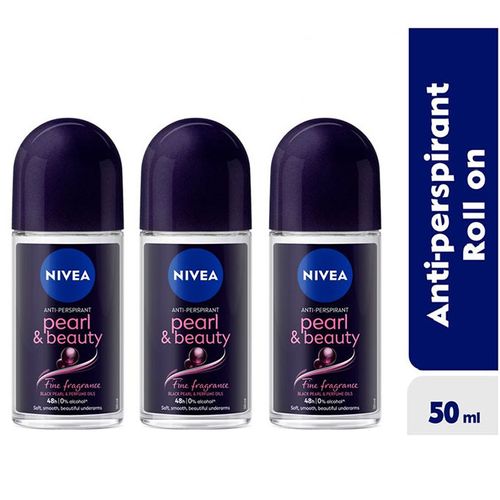 NIVEA
ANTI-PERSPIRANT
pearl
& beauty
Fine fragrance
BLACK PEARL & PERFUME OILS
48h | 0% alcohol*
Soft, smooth, beautiful underarms
NIVEA
ANTI-PERSPIRANT
pearl
& beauty
Fine fragrance
BLACK PEARL & PERFUME OILS
48h | 0% alcohol*
Soft, smooth, beautiful underarms
NIVEA
ANTI-PERSPIRANT
pearl
& beauty
Fine fragrance
BLACK PEARL & PERFUME OILS
48h | 0% alcohol*
Soft, smooth, beautiful underarms
Anti-perspirant
Roll on
50 ml